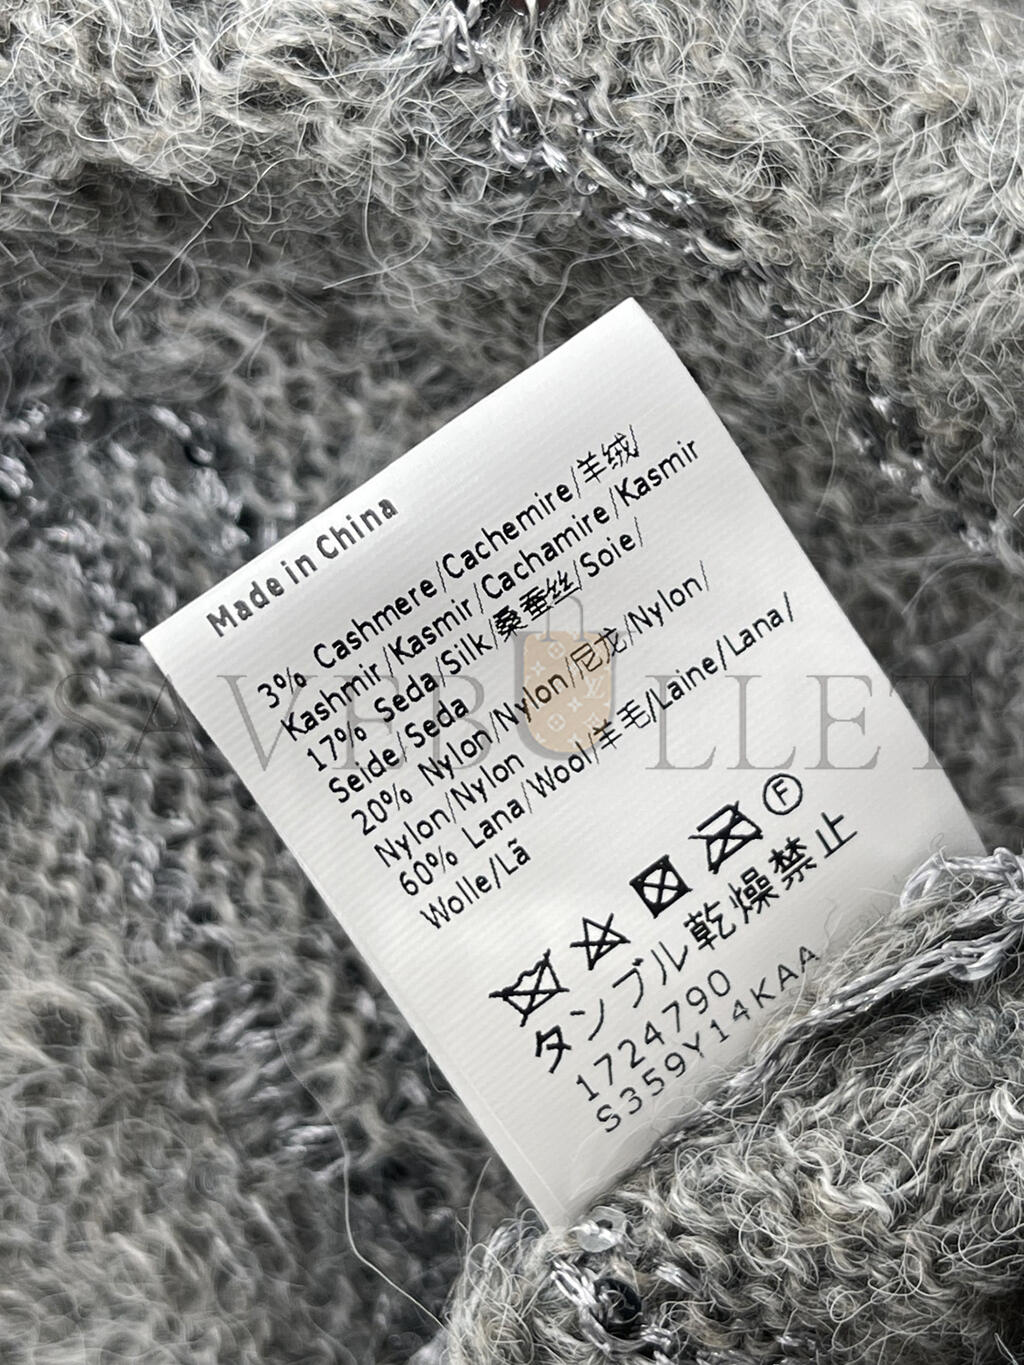 Made in China
3% Cashmere/Cachemire/羊绒/
Kashmir/Kasmir/Cachamire/Kasmir
17% Seda/Silk/桑蚕丝/Soie/
Seide/Seda
20% Nylon/Nylon/尼龙/Nylon/
Nylon/Nylon
60% Lana/Wool/羊毛/Laine/Lana/
Wolle/Lã
F
タンブル乾燥禁止
1724790
S359Y14KAA
SAVEBULLET